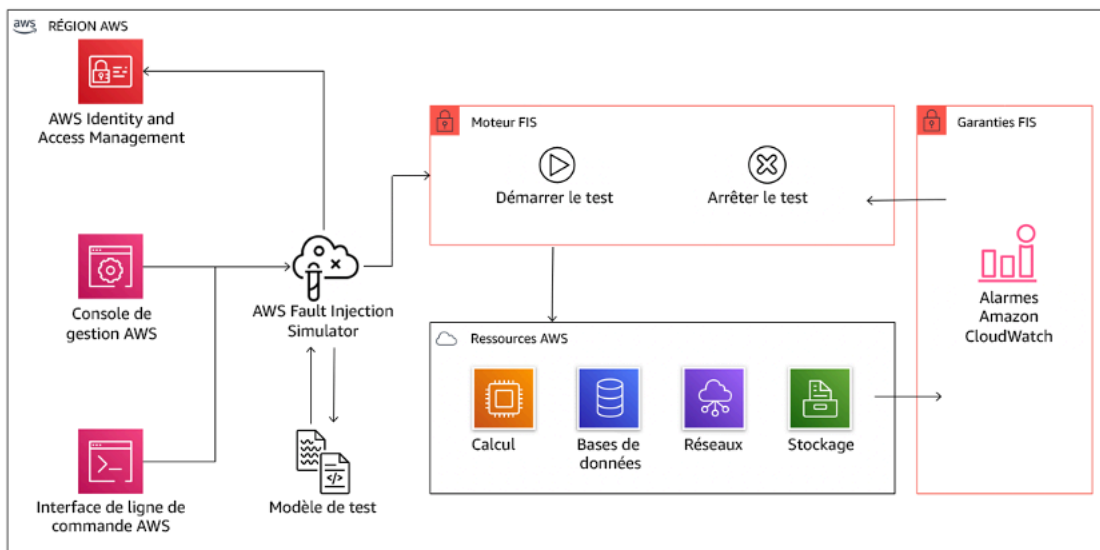 aws
RÉGION AWS
AWS Identity and
Access Management
Console de
gestion AWS
Interface de ligne de
commande AWS
AWS Fault Injection
Simulator
Modèle de test
Moteur FIS
Démarrer le test
Arrêter le test
Ressources AWS
Calcul
Bases de
données
Réseaux
Stockage
Garanties FIS
Alarmes
Amazon
CloudWatch